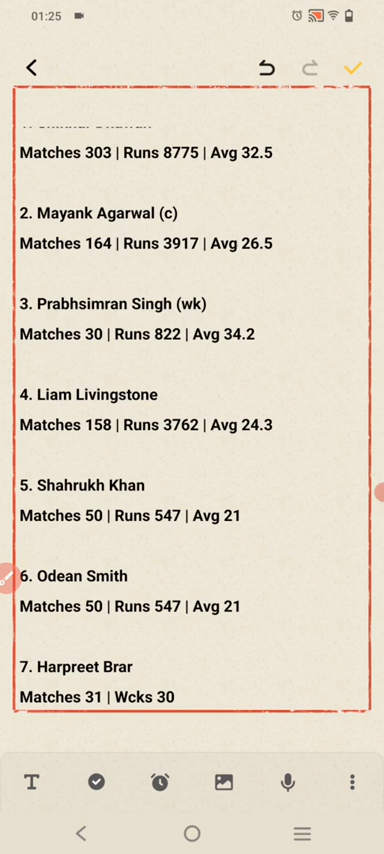 01:25
Matches 303 | Runs 8775 | Avg 32.5
2. Mayank Agarwal (c)
Matches 164 | Runs 3917 | Avg 26.5
3. Prabhsimran Singh (wk)
Matches 30 | Runs 822 | Avg 34.2
4. Liam Livingstone
Matches 158 | Runs 3762 | Avg 24.3
5. Shahrukh Khan
Matches 50 | Runs 547 | Avg 21
6. Odean Smith
Matches 50 | Runs 547 | Avg 21
7. Harpreet Brar
Matches 31 | Wcks 30
T